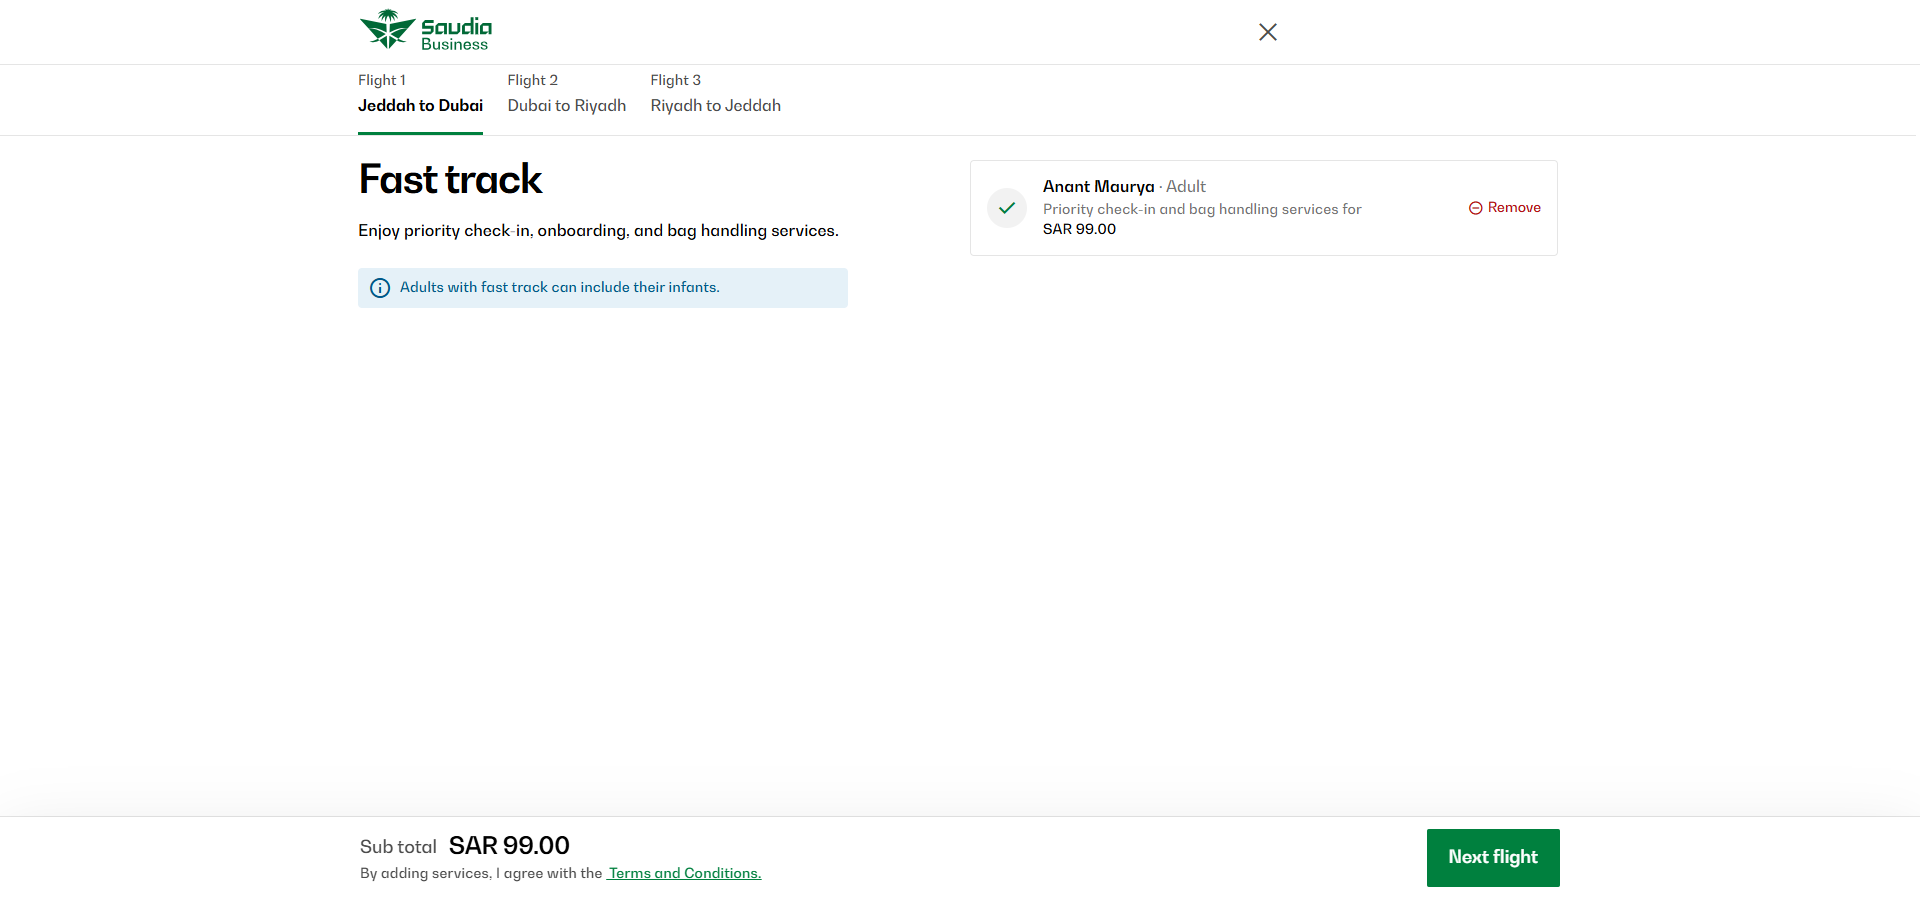 Saudia
Business
Flight 1
Jeddah to Dubai
Flight 2
Dubai to Riyadh
Flight 3
Riyadh to Jeddah
Fast track
Enjoy priority check-in, onboarding, and bag handling services.
Adults with fast track can include their infants.
Anant Maurya · Adult
Priority check-in and bag handling services for
SAR 99.00
Remove
Sub total SAR 99.00
By adding services, I agree with the Terms and Conditions.
Next flight